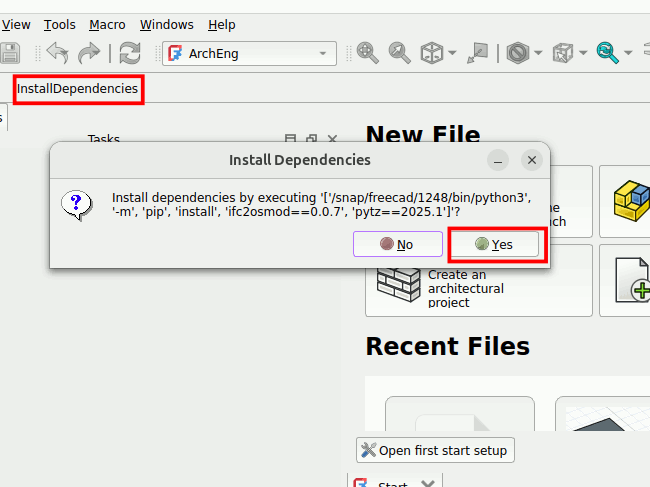 View Tools Macro Windows Help
ArchEng
InstallDependencies
s
Tasks
New File
Install Dependencies
Install dependencies by executing '['/snap/freecad/1248/bin/python3',
'-m', 'pip', 'install', 'ifc2osmod==0.0.7', 'pytz==2025.1']'?
No Yes
Create an
architectural
project
Recent Files
Open first start setup
Start